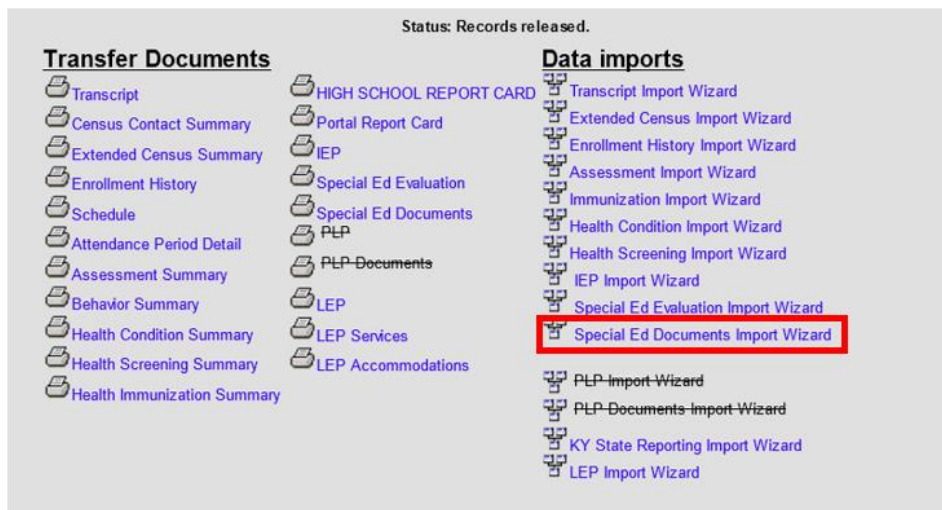 Status: Records released.
Transfer Documents
Transcript
Census Contact Summary
Extended Census Summary
Enrollment History
Schedule
Attendance Period Detail
Assessment Summary
Behavior Summary
Health Condition Summary
Health Screening Summary
Health Immunization Summary
HIGH SCHOOL REPORT CARD
Portal Report Card
IEP
Special Ed Evaluation
Special Ed Documents
PLP
PLP Documents
LEP
LEP Services
LEP Accommodations
Data imports
Transcript Import Wizard
Extended Census Import Wizard
Enrollment History Import Wizard
Assessment Import Wizard
Immunization Import Wizard
Health Condition Import Wizard
Health Screening Import Wizard
IEP Import Wizard
Special Ed Evaluation Import Wizard
Special Ed Documents Import Wizard
PLP Import Wizard
PLP Documents Import Wizard
KY State Reporting Import Wizard
LEP Import Wizard